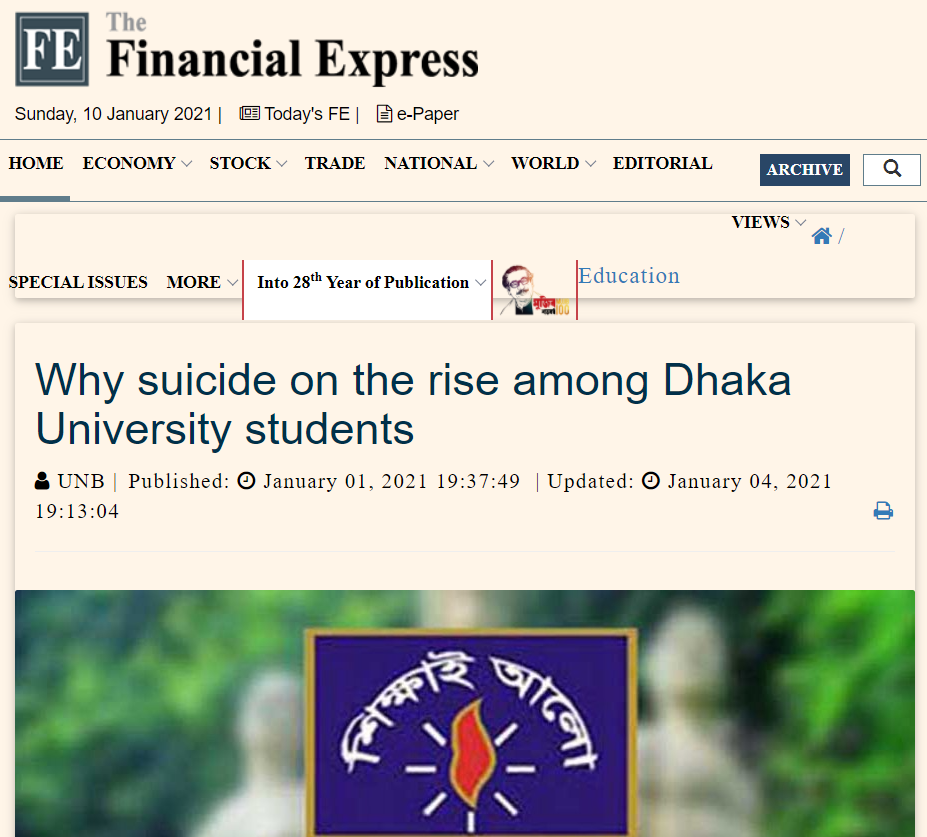 FE
The
Financial Express
Sunday, 10 January 2021 | Today's FE | e-Paper
HOME ECONOMY STOCK TRADE NATIONAL WORLD EDITORIAL ARCHIVE
VIEWS /
SPECIAL ISSUES MORE Into 28th Year of Publication মুজিব 100 Education
Why suicide on the rise among Dhaka
University students
UNB | Published: January 01, 2021 19:37:49 | Updated: January 04, 2021
19:13:04
শিক্ষাই আলো